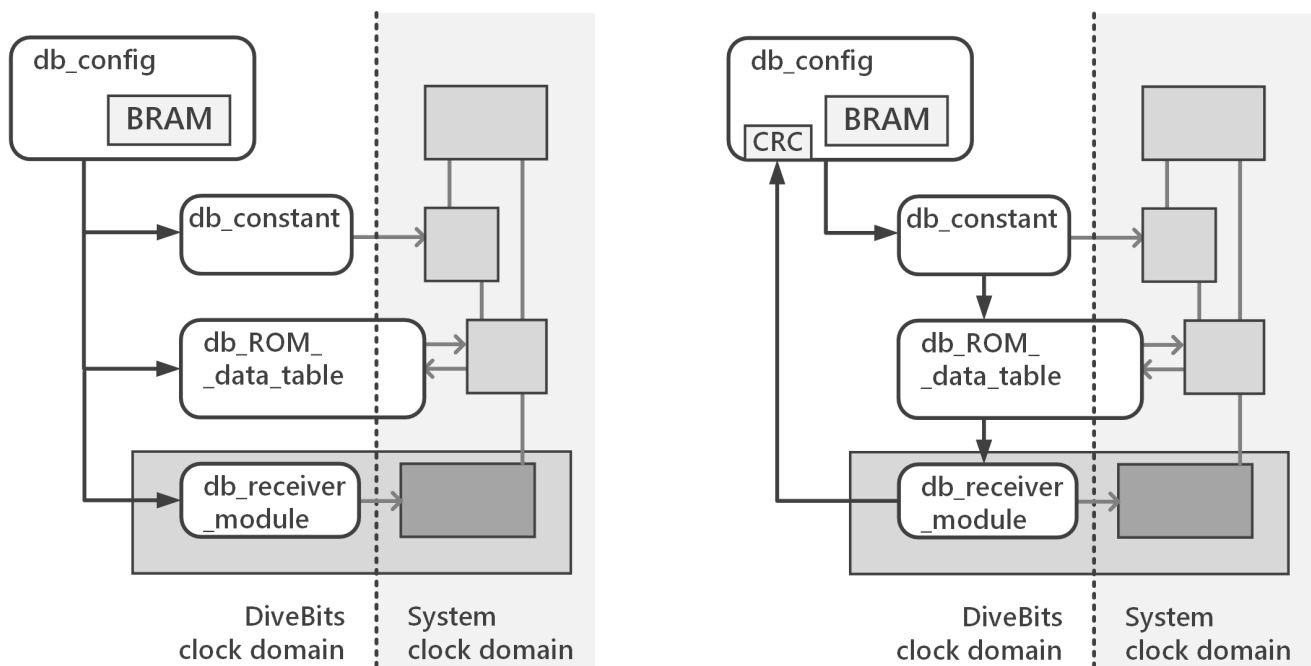 db_config
BRAM
db_constant
db_ROM_
_data_table
db_receiver
_module
DiveBits
clock domain
System
clock domain
db_config
BRAM
CRC
db_constant
db_ROM_
_data_table
db_receiver
_module
DiveBits
clock domain
System
clock domain